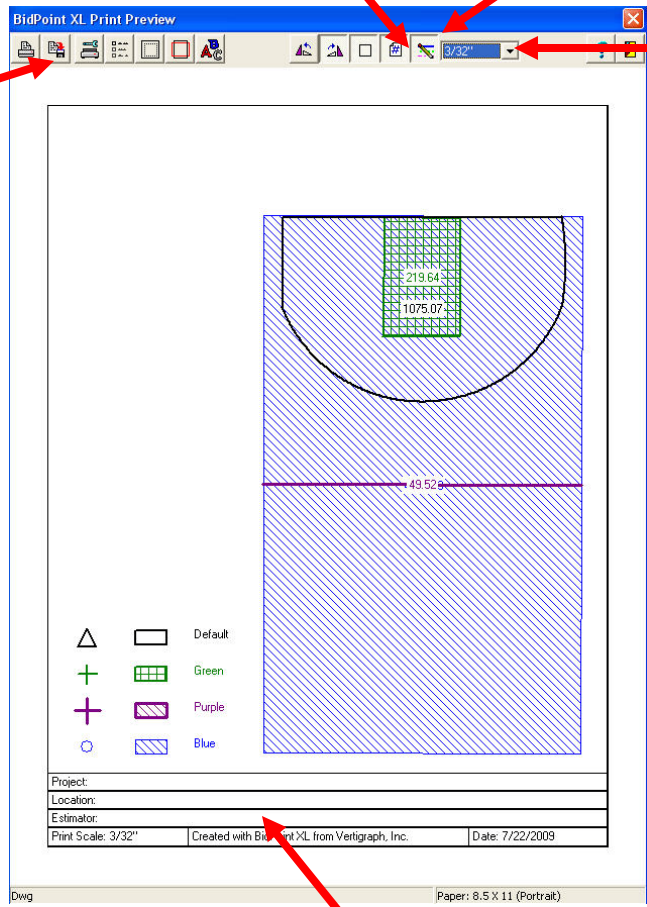 BidPoint XL Print Preview
3/32"
219.64
1075.07
49.52
Default
Green
Purple
Blue
Project:
Location:
Estimator:
Print Scale: 3/32" Created with BidPoint XL from Vertigraph, Inc. Date: 7/22/2009
Dwg Paper: 8.5 X 11 (Portrait)